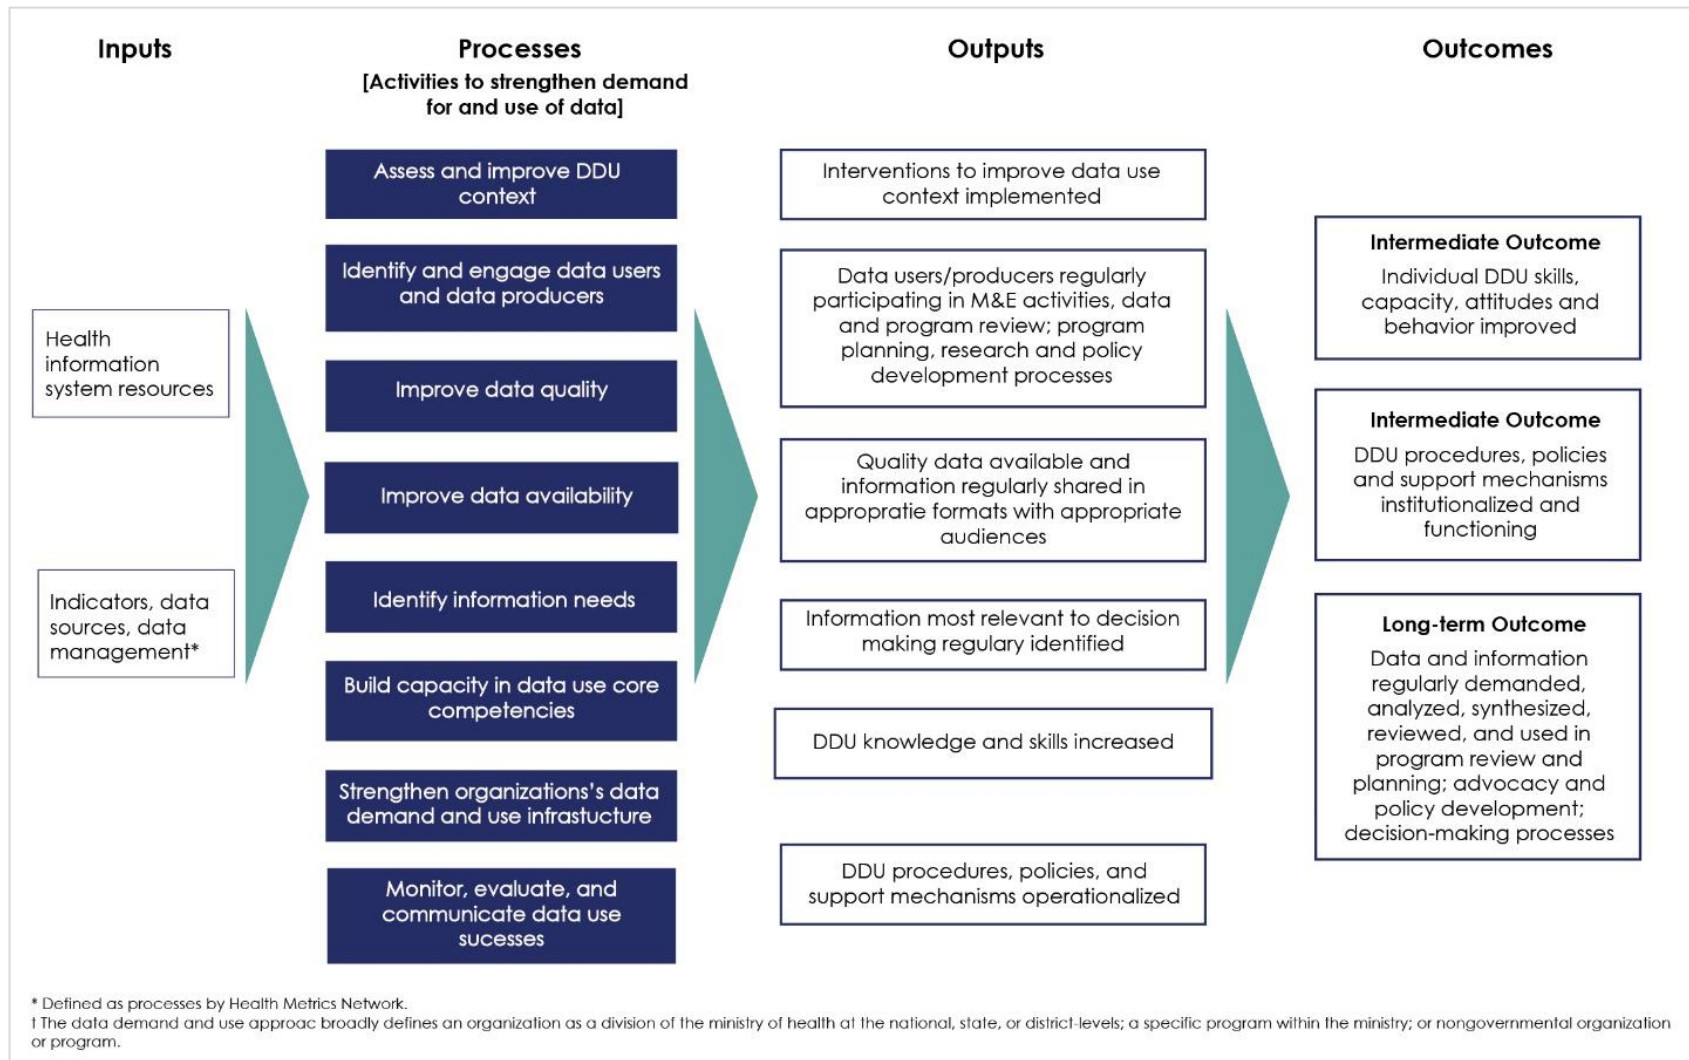 Inputs
Processes
[Activities to strengthen demand
for and use of data]
Outputs
Outcomes
Health
information
system resources
Indicators, data
sources, data
management*
Assess and improve DDU
context
Identify and engage data users
and data producers
Improve data quality
Improve data availability
Identify information needs
Build capacity in data use core
competencies
Strengthen organizations's data
demand and use infrastucture
Monitor, evaluate, and
communicate data use
sucesses
Interventions to improve data use
context implemented
Data users/producers regularly
participating in M&E activities, data
and program review; program
planning, research and policy
development processes
Quality data available and
information regularly shared in
appropratie formats with appropriate
audiences
Information most relevant to decision
making regulary identified
DDU knowledge and skills increased
DDU procedures, policies, and
support mechanisms operationalized
Intermediate Outcome
Individual DDU skills,
capacity, attitudes and
behavior improved
Intermediate Outcome
DDU procedures, policies
and support mechanisms
institutionalized and
functioning
Long-term Outcome
Data and information
regularly demanded,
analyzed, synthesized,
reviewed, and used in
program review and
planning; advocacy and
policy development;
decision-making processes
* Defined as processes by Health Metrics Network.
† The data demand and use approac broadly defines an organization as a division of the ministry of health at the national, state, or district-levels; a specific program within the ministry; or nongovernmental organization
or program.